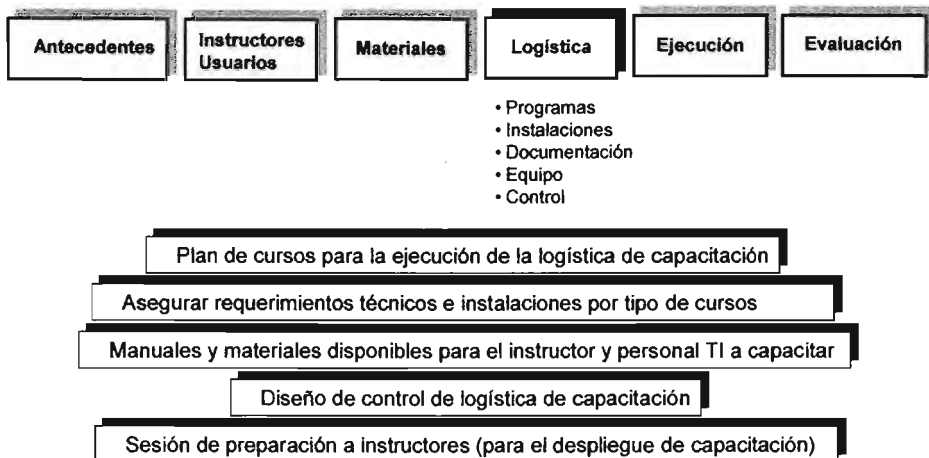 Antecedentes
Instructores
Usuarios
Materiales
Logística
Ejecución
Evaluación
• Programas
• Instalaciones
• Documentación
• Equipo
• Control
Plan de cursos para la ejecución de la logística de capacitación
Asegurar requerimientos técnicos e instalaciones por tipo de cursos
Manuales y materiales disponibles para el instructor y personal TI a capacitar
Diseño de control de logística de capacitación
Sesión de preparación a instructores (para el despliegue de capacitación)